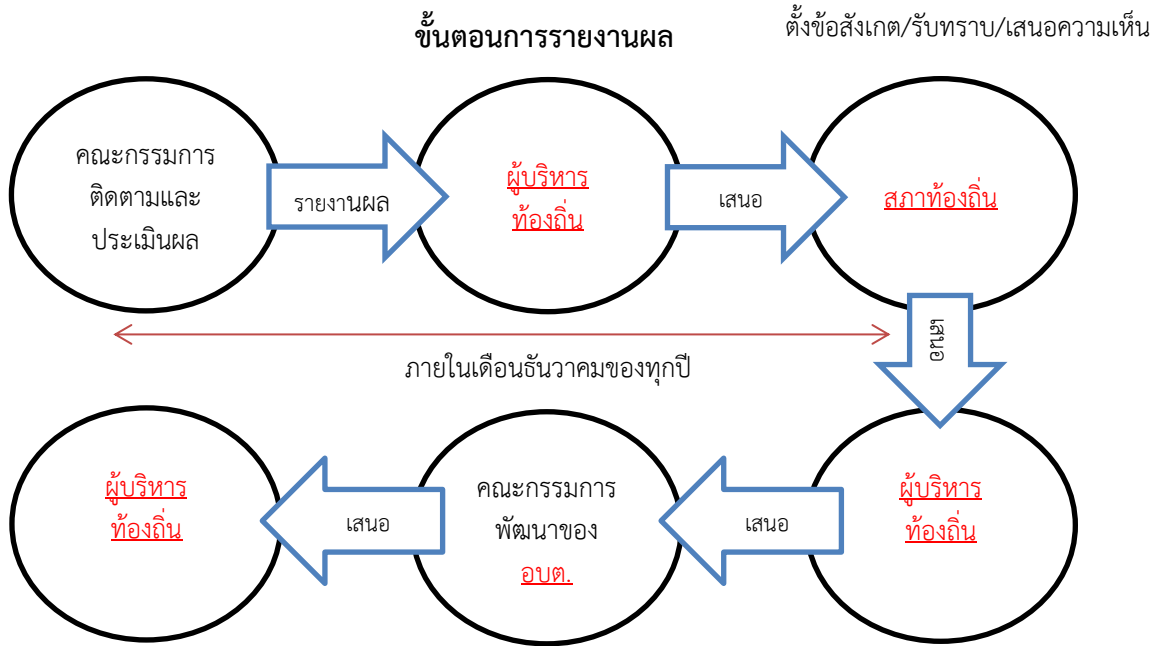 ขั้นตอนการรายงานผล
ตั้งข้อสังเกต/รับทราบ/เสนอความเห็น
คณะกรรมการ
ติดตามและ
ประเมินผล
รายงานผล
ผู้บริหาร
ท้องถิ่น
เสนอ
สภาท้องถิ่น
เสนอ
ภายในเดือนธันวาคมของทุกปี
ผู้บริหาร
ท้องถิ่น
เสนอ
คณะกรรมการ
พัฒนาของ
อบต.
เสนอ
ผู้บริหาร
ท้องถิ่น